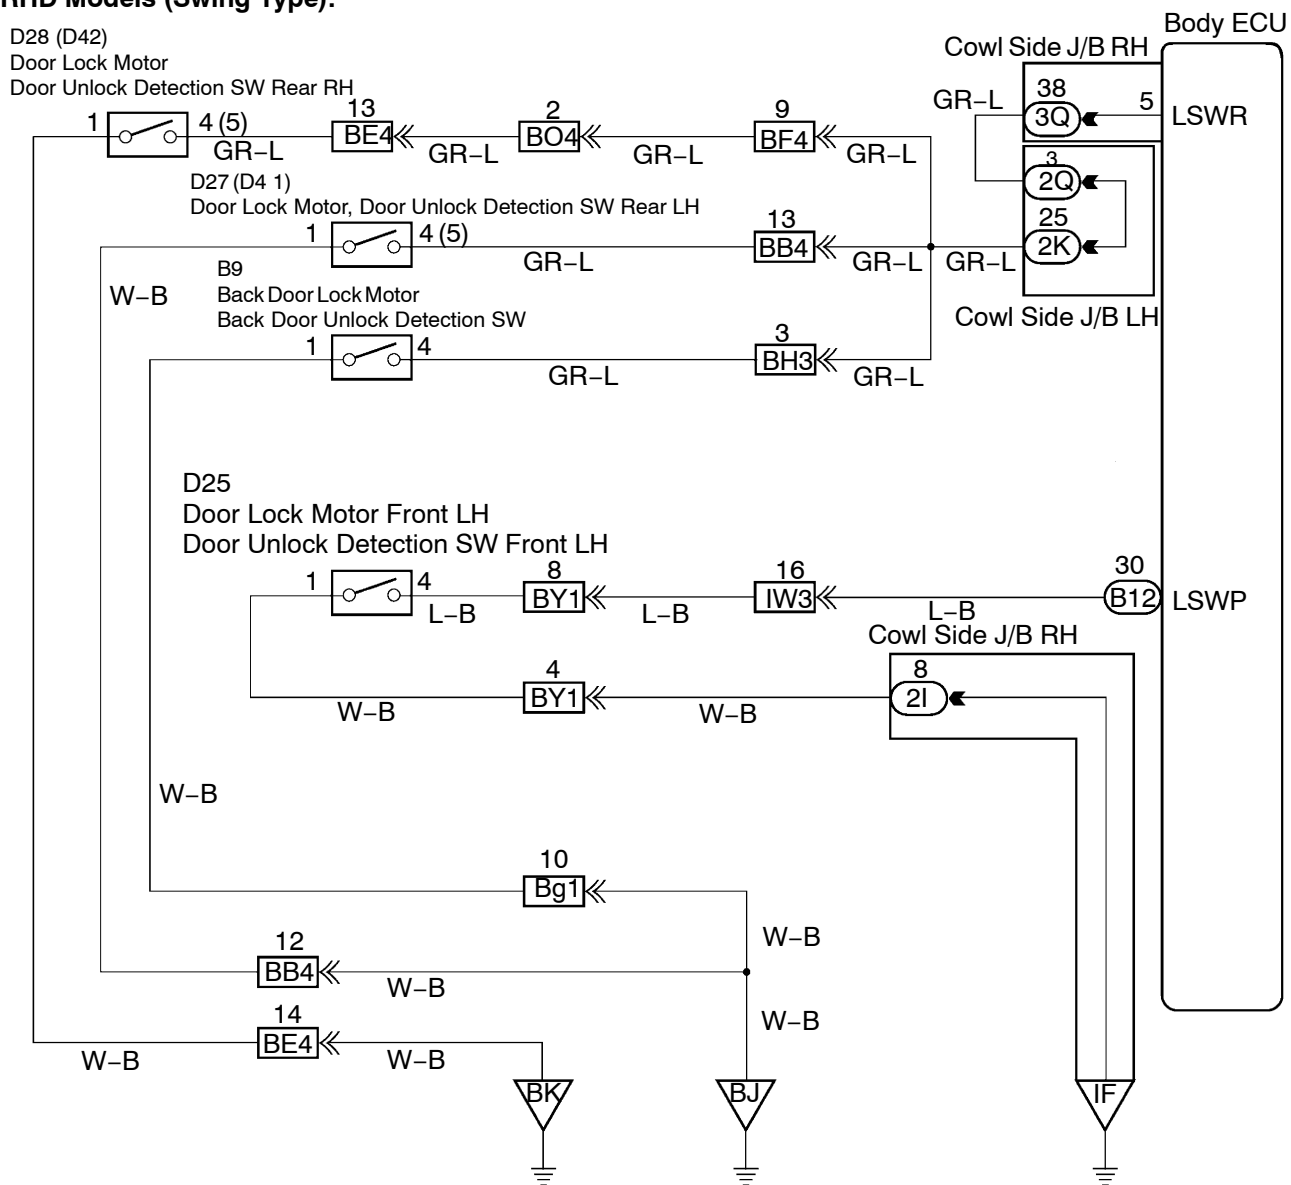 RHD Models (Swing Type):
Body ECU
D28 (D42)
Door Lock Motor
Door Unlock Detection SW Rear RH
Cowl Side J/B RH
1
4 (5)
GR-L
13
BE4
GR-L
2
BO4
GR-L
9
BF4
GR-L
GR-L
38
3Q
5
LSWR
3
2Q
D27 (D4 1)
Door Lock Motor, Door Unlock Detection SW Rear LH
1
4 (5)
GR-L
13
BB4
GR-L
GR-L
25
2K
Cowl Side J/B LH
W-B
B9
Back Door Lock Motor
Back Door Unlock Detection SW
1
4
GR-L
3
BH3
GR-L
D25
Door Lock Motor Front LH
Door Unlock Detection SW Front LH
1
4
L-B
8
BY1
L-B
16
IW3
L-B
30
B12
LSWP
Cowl Side J/B RH
W-B
4
BY1
W-B
8
2I
W-B
10
Bg1
W-B
12
BB4
W-B
W-B
14
BE4
W-B
W-B
BK
BJ
IF